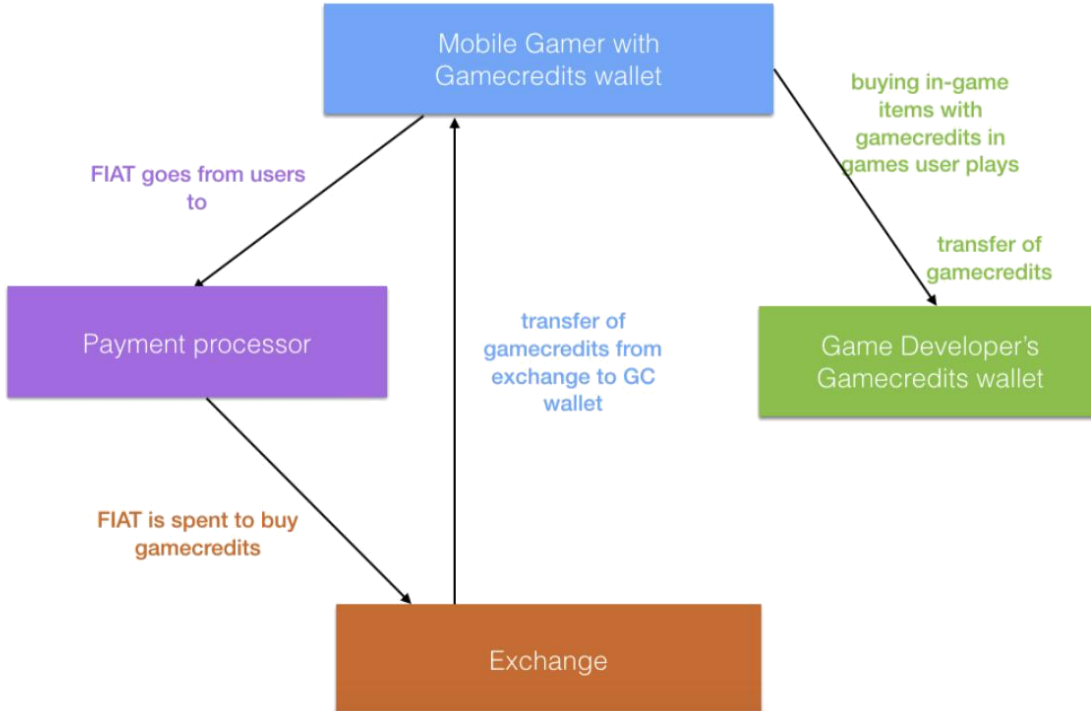 Mobile Gamer with
Gamecredits wallet
buying in-game
items with
gamecredits in
games user plays
FIAT goes from users
to
transfer of
gamecredits
Payment processor
transfer of
gamecredits from
exchange to GC
wallet
Game Developer's
Gamecredits wallet
FIAT is spent to buy
gamecredits
Exchange